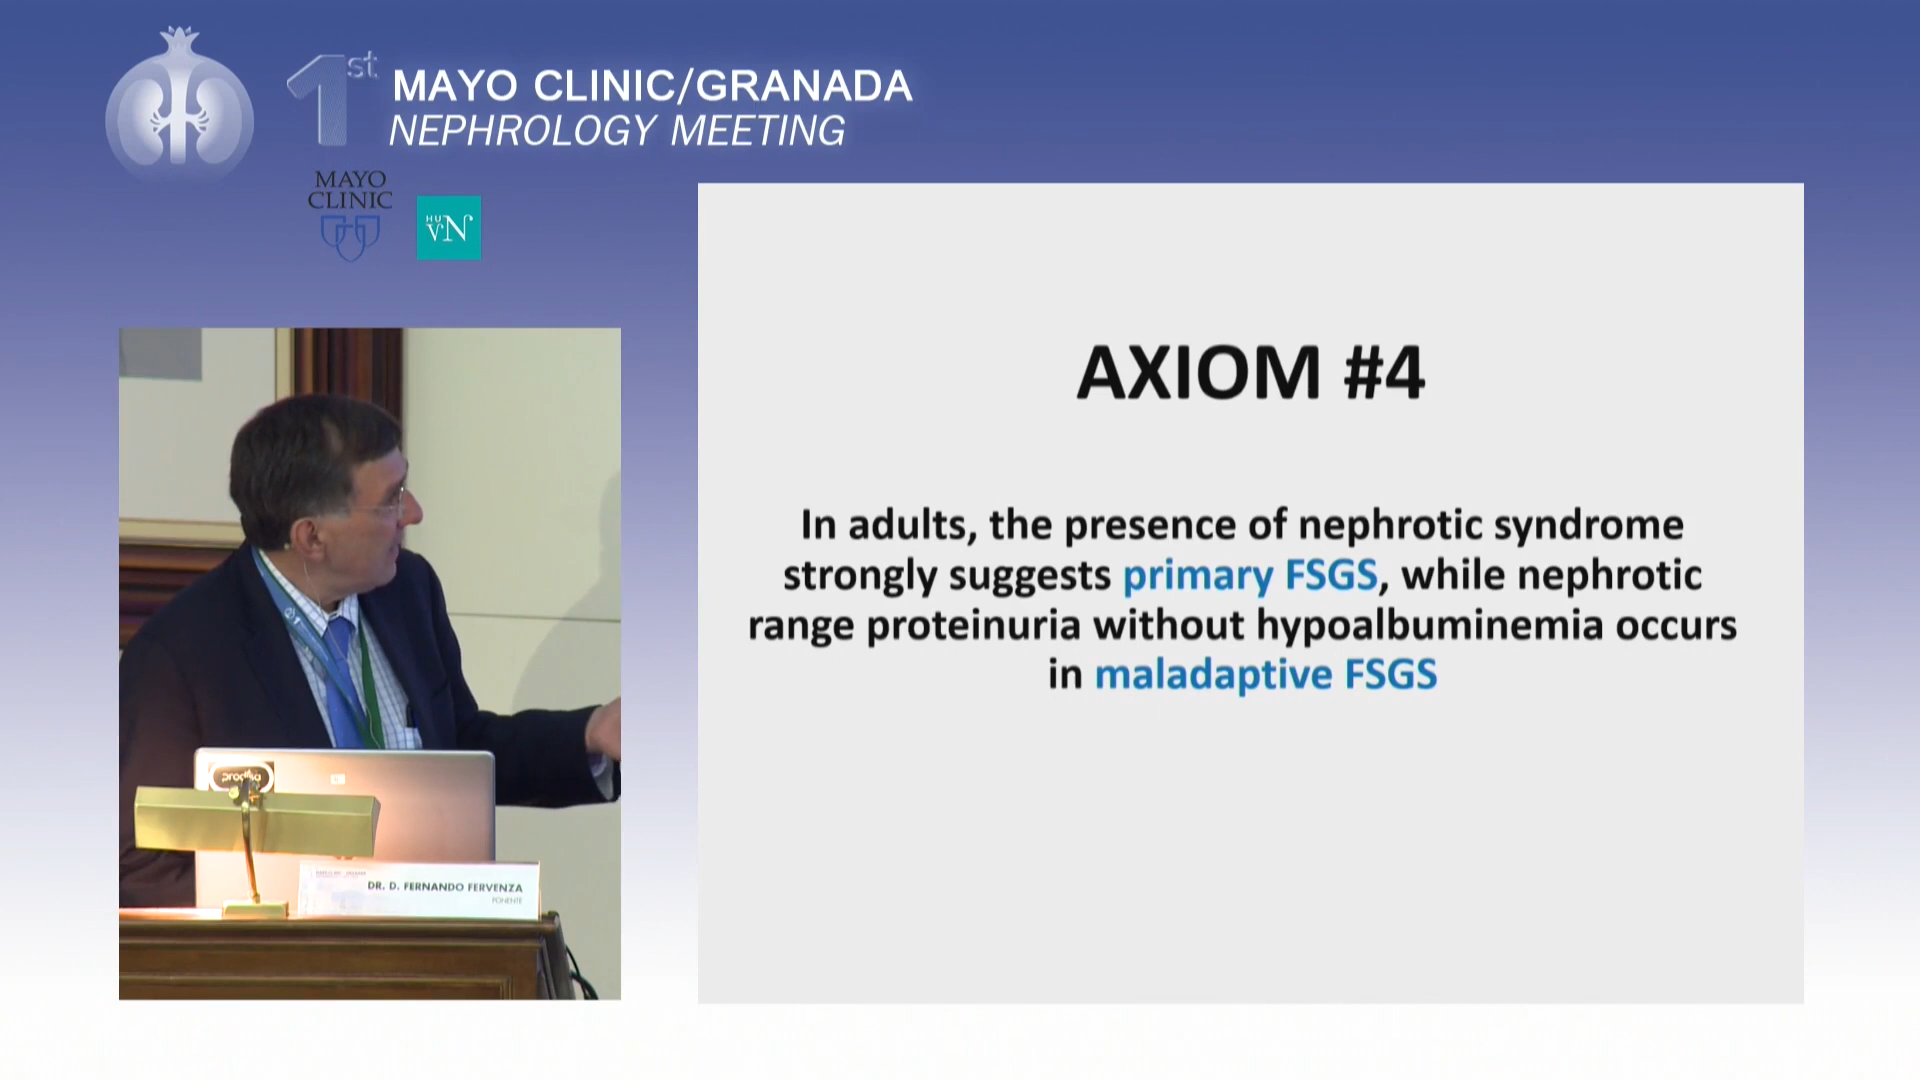 1st
MAYO CLINIC/GRANADA
NEPHROLOGY MEETING
MAYO
CLINIC
HU
VN
AXIOM #4
In adults, the presence of nephrotic syndrome
strongly suggests primary FSGS, while nephrotic
range proteinuria without hypoalbuminemia occurs
in maladaptive FSGS
DR. D. FERNANDO FERVENZA
PONENTE